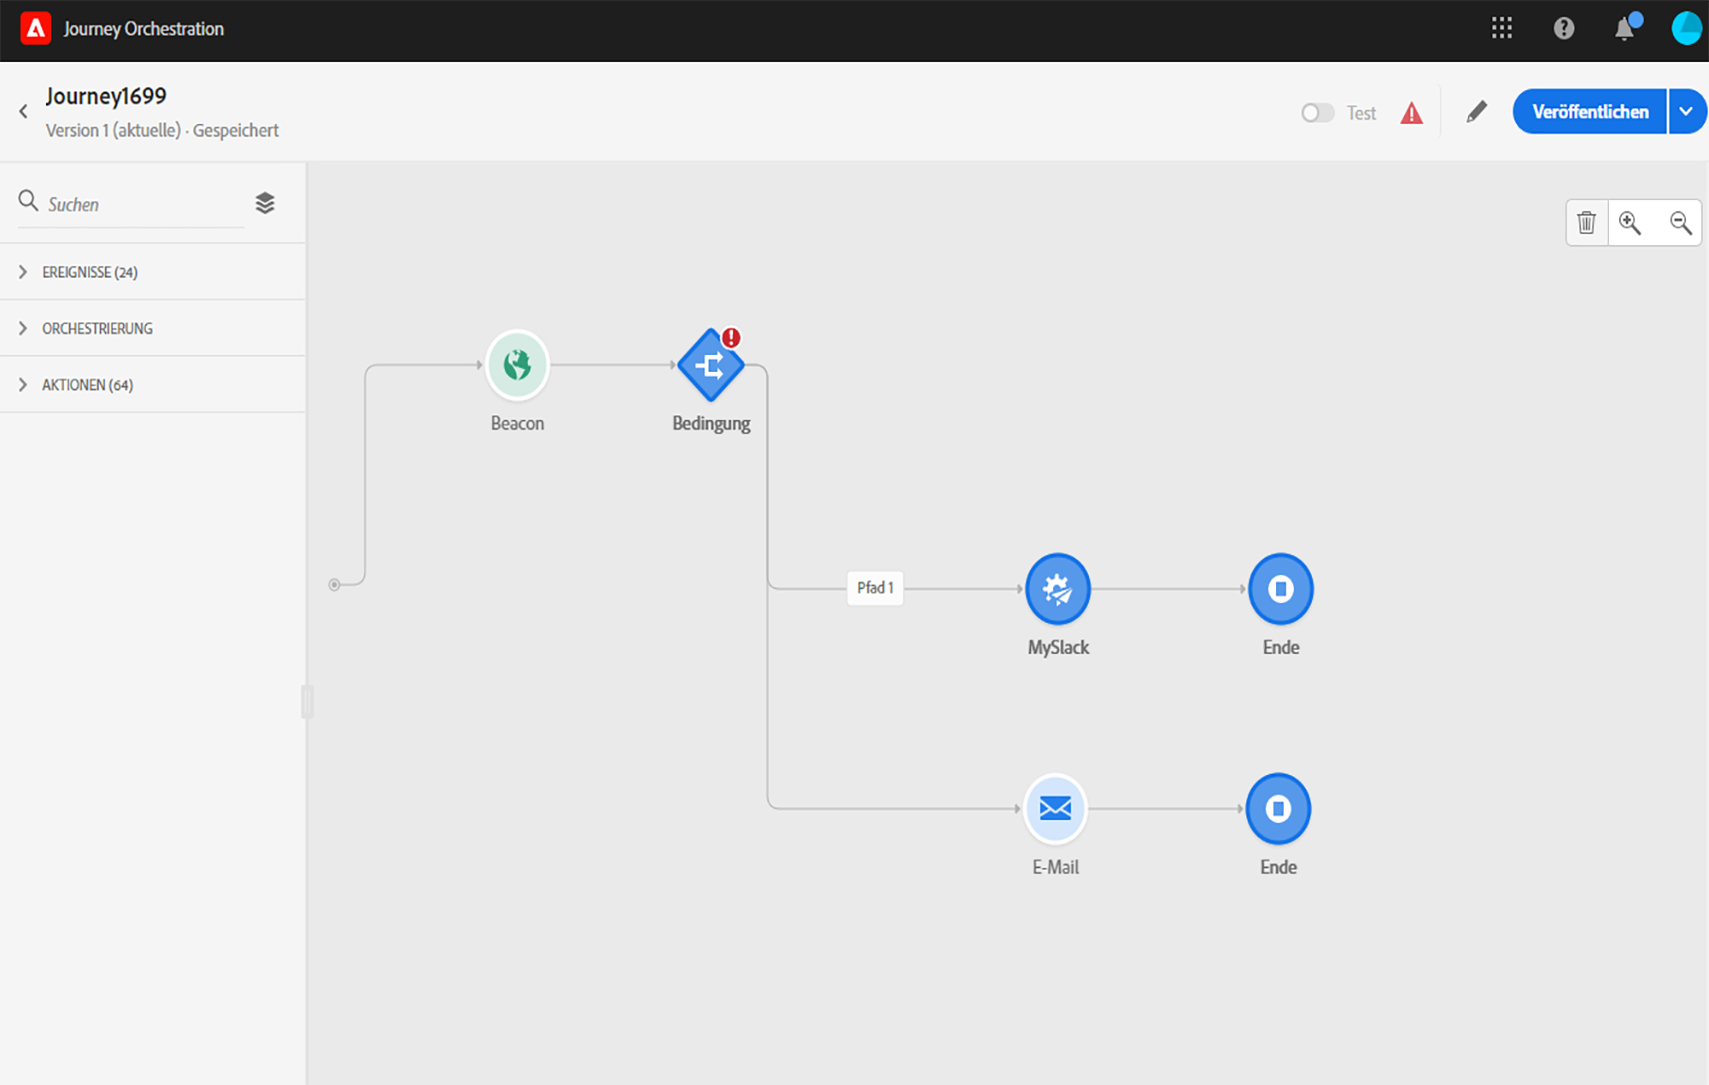 Journey Orchestration
Journey1699
Version 1 (aktuelle) · Gespeichert
Test
Veröffentlichen
Suchen
EREIGNISSE (24)
ORCHESTRIERUNG
AKTIONEN (64)
Beacon
Bedingung
Pfad 1
MySlack
Ende
E-Mail
Ende